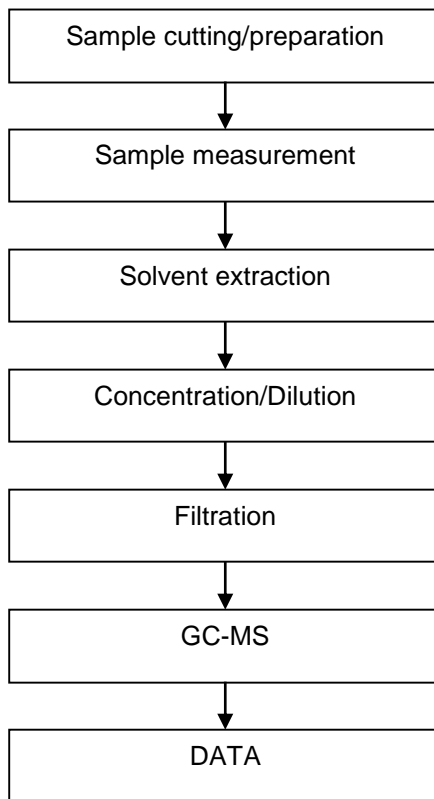 Sample cutting/preparation
Sample measurement
Solvent extraction
Concentration/Dilution
Filtration
GC-MS
DATA